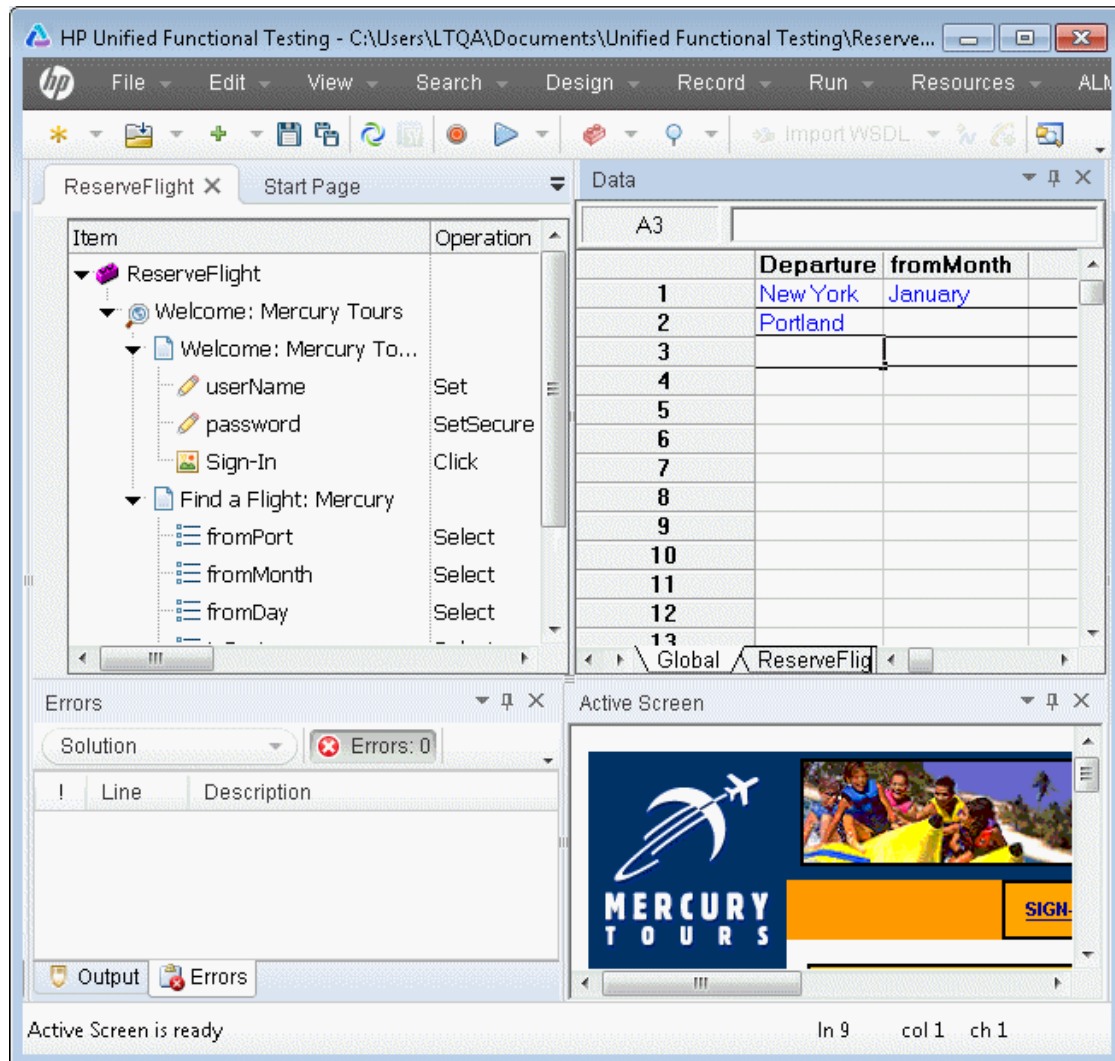 HP Unified Functional Testing - C:\Users\LTQA\Documents\Unified Functional Testing\Reserve...
hp File Edit View Search Design Record Run Resources ALM
Import WSDL
ReserveFlight Start Page
Item Operation
ReserveFlight
Welcome: Mercury Tours
Welcome: Mercury To...
userName Set
password SetSecure
Sign-In Click
Find a Flight: Mercury
fromPort Select
fromMonth Select
fromDay Select
Data
A3
Departure fromMonth
1 New York January
2 Portland
3
4
5
6
7
8
9
10
11
12
13
Global ReserveFlig
Errors
Solution Errors: 0
! Line Description
Output Errors
Active Screen
MERCURY
TOURS
SIGN-
Active Screen is ready ln 9 col 1 ch 1